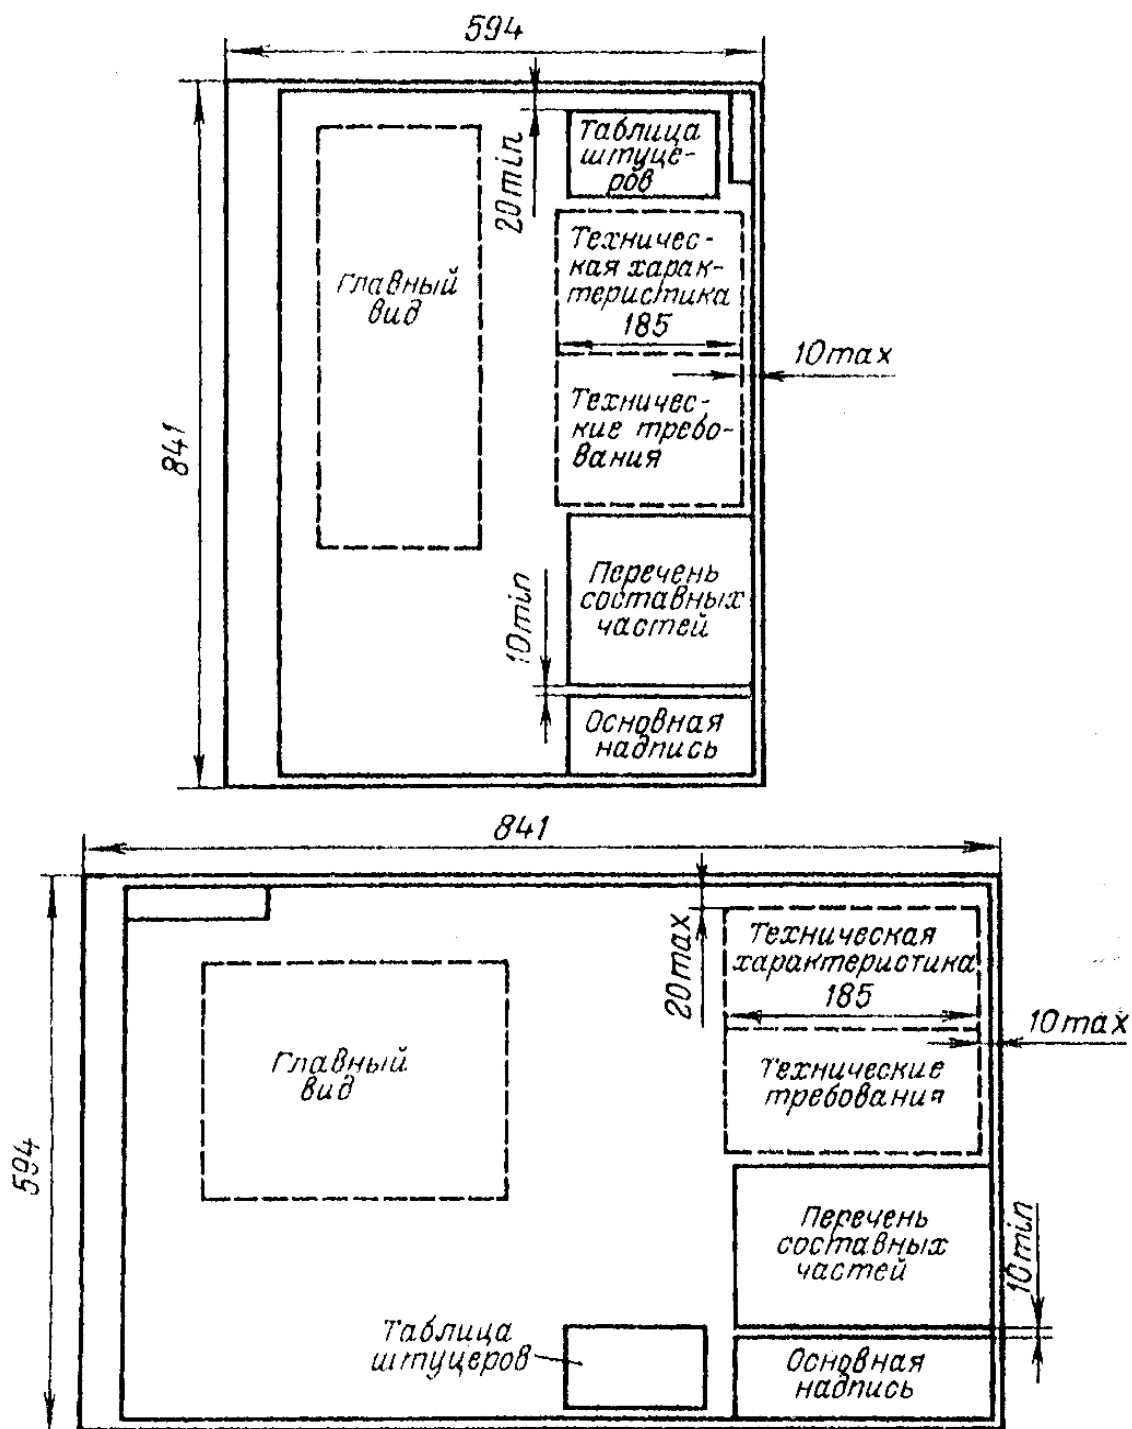 594
841
20 min
Таблица
штуце-
ров
Главный
вид
Техничес-
кая харак-
теристика
185
10 max
Техничес-
кие требо-
вания
10 min
Перечень
составных
частей
Основная
надпись
841
594
20 max
Техническая
характеристика
185
10 max
Главный
вид
Технические
требования
Перечень
составных
частей
10 min
Таблица
штуцеров
Основная
надпись